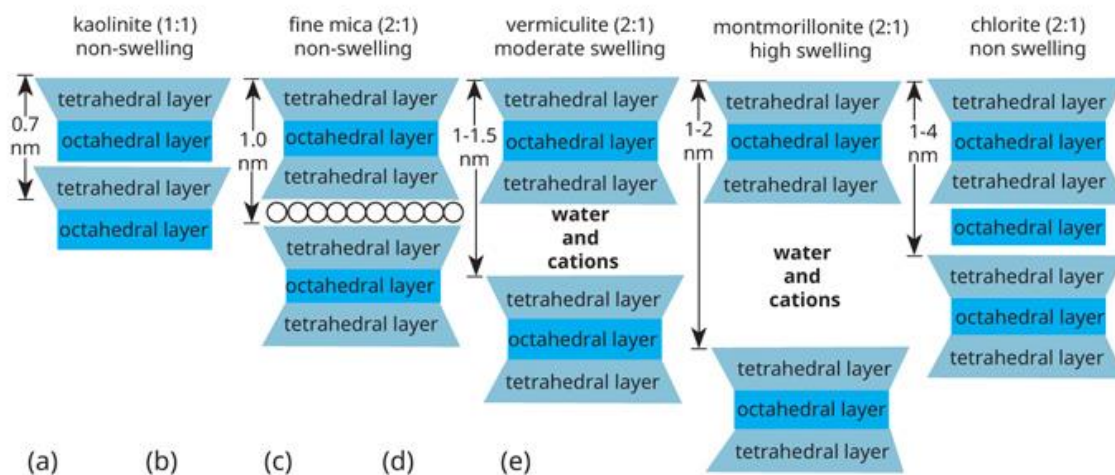 kaolinite (1:1)
non-swelling
0.7
nm
tetrahedral layer
octahedral layer
tetrahedral layer
octahedral layer
fine mica (2:1)
non-swelling
1.0
nm
tetrahedral layer
octahedral layer
tetrahedral layer
tetrahedral layer
octahedral layer
tetrahedral layer
vermiculite (2:1)
moderate swelling
1-1.5
nm
tetrahedral layer
octahedral layer
tetrahedral layer
water
and
cations
tetrahedral layer
octahedral layer
tetrahedral layer
montmorillonite (2:1)
high swelling
1-2
nm
tetrahedral layer
octahedral layer
tetrahedral layer
water
and
cations
tetrahedral layer
octahedral layer
tetrahedral layer
chlorite (2:1)
non swelling
1-4
nm
tetrahedral layer
octahedral layer
tetrahedral layer
octahedral layer
tetrahedral layer
octahedral layer
tetrahedral layer
(a) (b) (c) (d) (e)